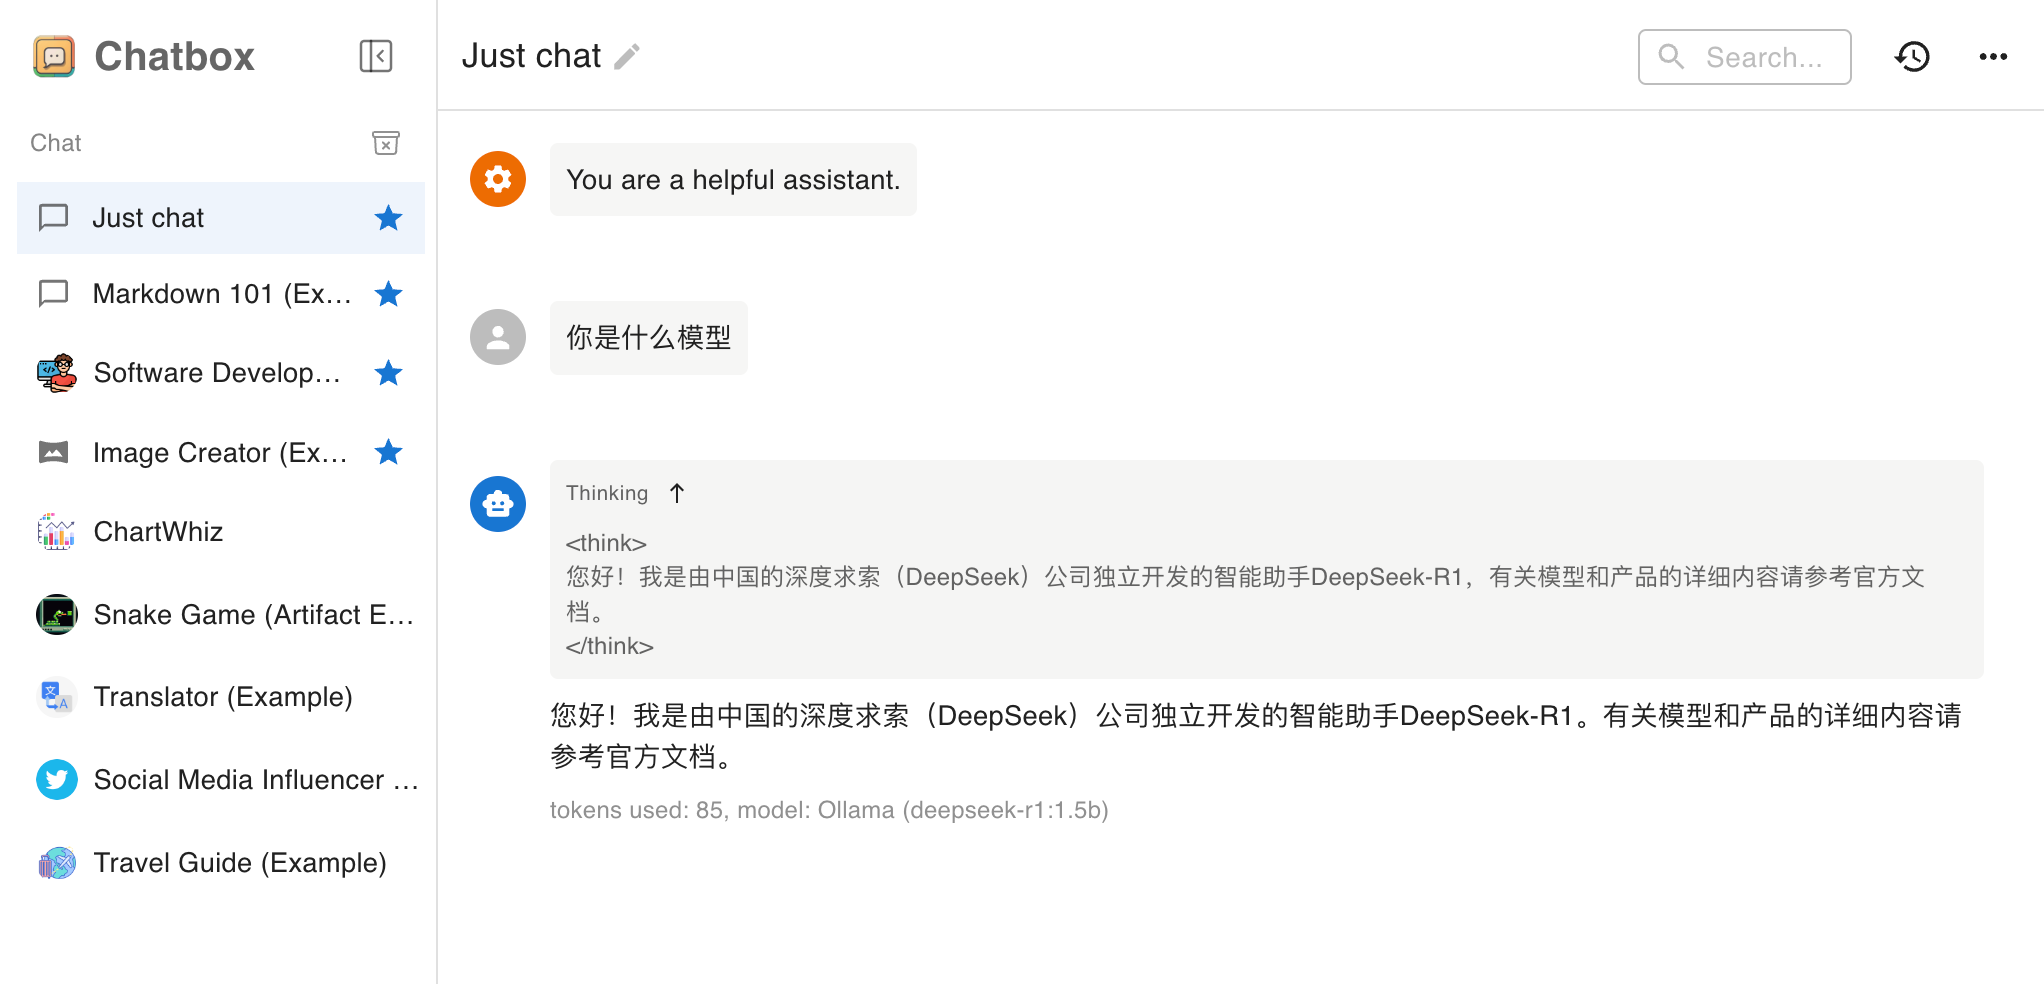 Chatbox
Chat
Just chat
Markdown 101 (Ex...
Software Develop...
Image Creator (Ex...
ChartWhiz
Snake Game (Artifact E...
Translator (Example)
Social Media Influencer ...
Travel Guide (Example)
Just chat
Search...
You are a helpful assistant.
你是什么模型
Thinking ↑
<think>
您好！我是由中国的深度求索（DeepSeek）公司独立开发的智能助手DeepSeek-R1，有关模型和产品的详细内容请参考官方文
档。
</think>
您好！我是由中国的深度求索（DeepSeek）公司独立开发的智能助手DeepSeek-R1。有关模型和产品的详细内容请
参考官方文档。
tokens used: 85, model: Ollama (deepseek-r1:1.5b)